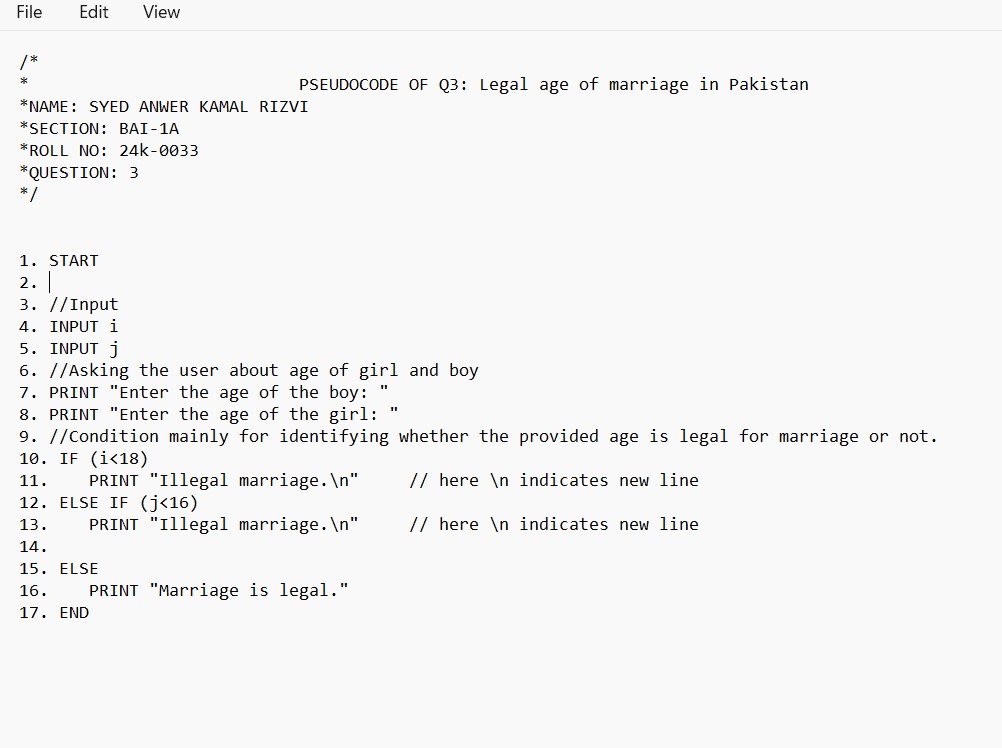 File Edit View
/*
* PSEUDOCODE OF Q3: Legal age of marriage in Pakistan
*NAME: SYED ANWER KAMAL RIZVI
*SECTION: BAI-1A
*ROLL NO: 24k-0033
*QUESTION: 3
*/
1. START
2.
3. //Input
4. INPUT i
5. INPUT j
6. //Asking the user about age of girl and boy
7. PRINT "Enter the age of the boy: "
8. PRINT "Enter the age of the girl: "
9. //Condition mainly for identifying whether the provided age is legal for marriage or not.
10. IF (i<18)
11.    PRINT "Illegal marriage.\n"     // here \n indicates new line
12. ELSE IF (j<16)
13.    PRINT "Illegal marriage.\n"     // here \n indicates new line
14.
15. ELSE
16.    PRINT "Marriage is legal."
17. END